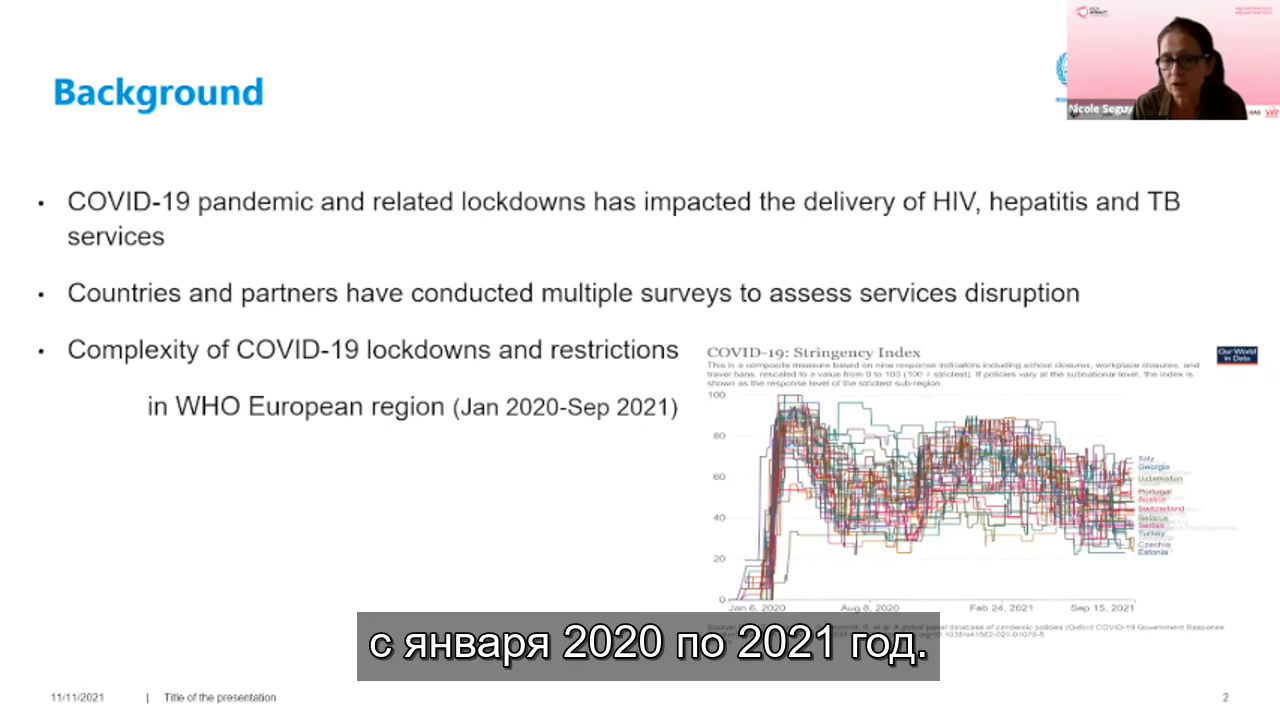 Background
Nicole Seguy
• COVID-19 pandemic and related lockdowns has impacted the delivery of HIV, hepatitis and TB
services
• Countries and partners have conducted multiple surveys to assess services disruption
• Complexity of COVID-19 lockdowns and restrictions
in WHO European region (Jan 2020-Sep 2021)
COVID-19: Stringency Index
Our World
in Data
This is a composite measure based on nine response indicators including school closures, workplace closures, and
travel bans, rescaled to a value from 0 to 100 (100 = strictest). If policies vary at the subnational level, the index is
shown as the response level of the strictest sub-region.
100
80
60
40
20
0
Italy
Georgia
Uzbekistan
Portugal
Austria
Switzerland
Serbia
Turkey
Czechia
Estonia
Jan 6, 2020
Aug 8, 2020
Feb 24, 2021
Sep 15, 2021
с января 2020 по 2021 год.
11/11/2021 | Title of the presentation
2